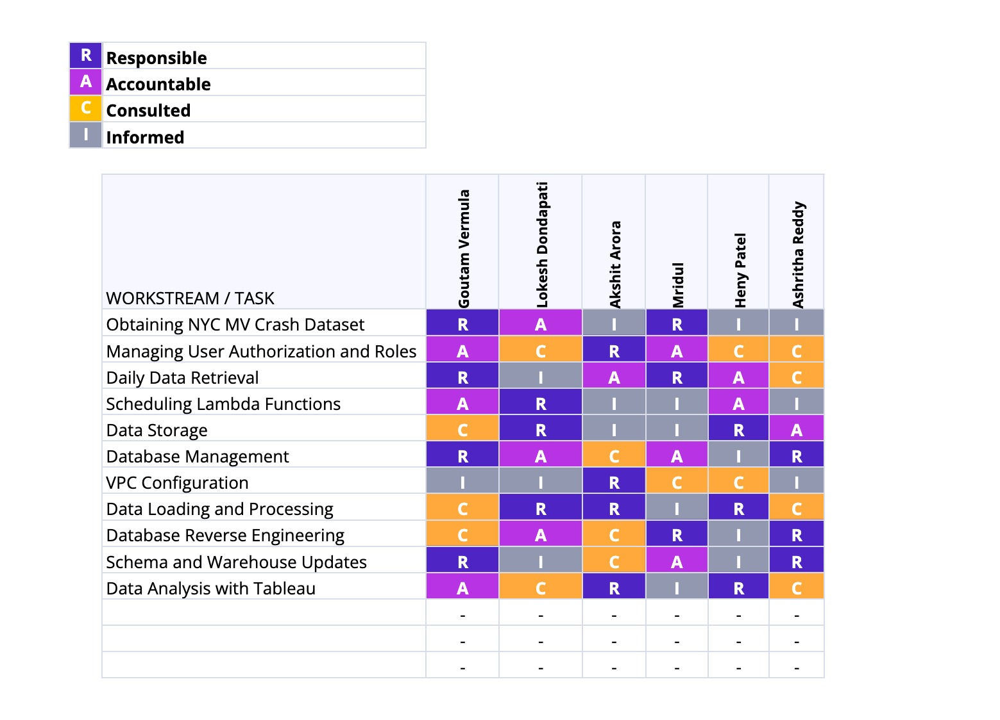 R Responsible
A Accountable
C Consulted
I Informed
WORKSTREAM / TASK Goutam Vermula Lokesh Dondapati Akshit Arora Mridul Heny Patel Ashritha Reddy
Obtaining NYC MV Crash Dataset R A I R I I
Managing User Authorization and Roles A C R A C C
Daily Data Retrieval R I A R A C
Scheduling Lambda Functions A R I I A I
Data Storage C R I I R A
Database Management R A C A I R
VPC Configuration I I R C C I
Data Loading and Processing C R R I R C
Database Reverse Engineering C A C R I R
Schema and Warehouse Updates R I C A I R
Data Analysis with Tableau A C R I R C
- - - - - -
- - - - - -
- - - - - -